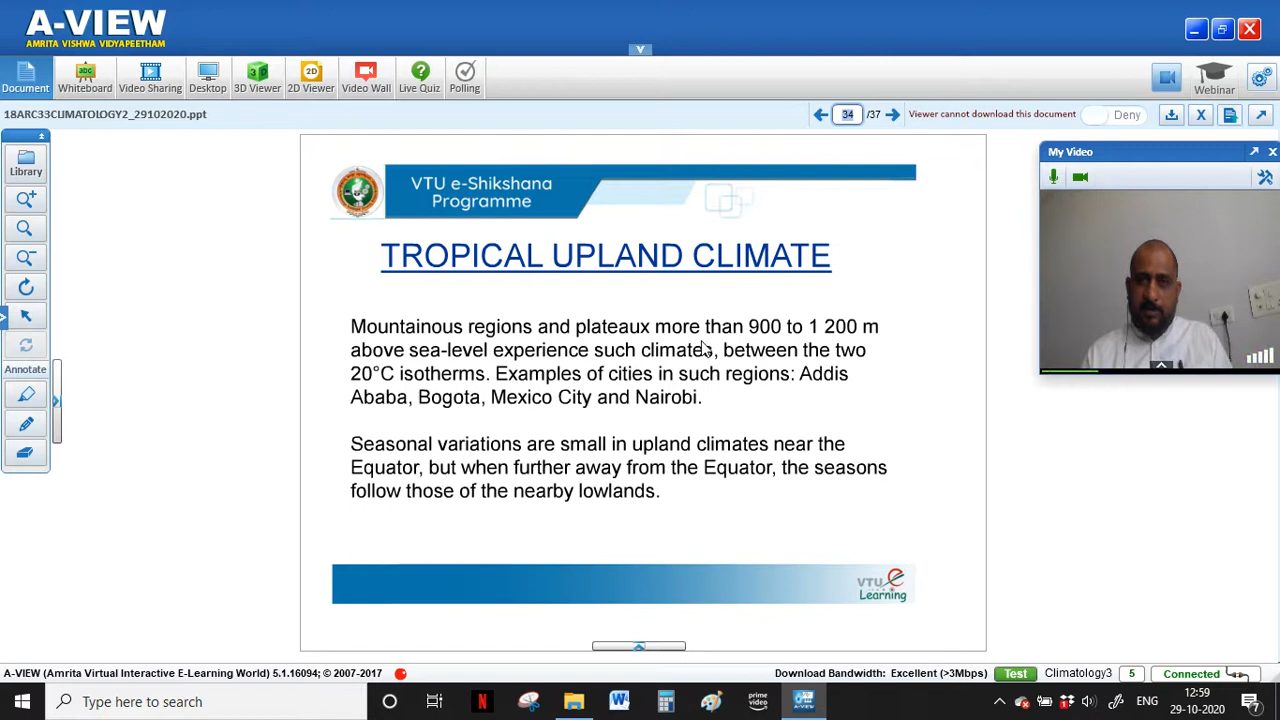 A-VIEW
AMRITA VISHWA VIDYAPEETHAM
V
Document
Whiteboard
Video Sharing
Desktop
3D
3D Viewer
2D
2D Viewer
Video Wall
Live Quiz
Polling
Webinar
18ARC33CLIMATOLOGY2_29102020.ppt
34 /37
Viewer cannot download this document
Deny
X
Library
Annotate
My Video
VTU e-Shikshana
Programme
TROPICAL UPLAND CLIMATE
Mountainous regions and plateaux more than 900 to 1 200 m
above sea-level experience such climates, between the two
20°C isotherms. Examples of cities in such regions: Addis
Ababa, Bogota, Mexico City and Nairobi.
Seasonal variations are small in upland climates near the
Equator, but when further away from the Equator, the seasons
follow those of the nearby lowlands.
VTU e
Learning
A-VIEW (Amrita Virtual Interactive E-Learning World) 5.1.16094; © 2007-2017
Download Bandwidth: Excellent (>3Mbps)
Test
Climatology3
5
Connected
Type here to search
prime
video
ENG
12:59
29-10-2020
7